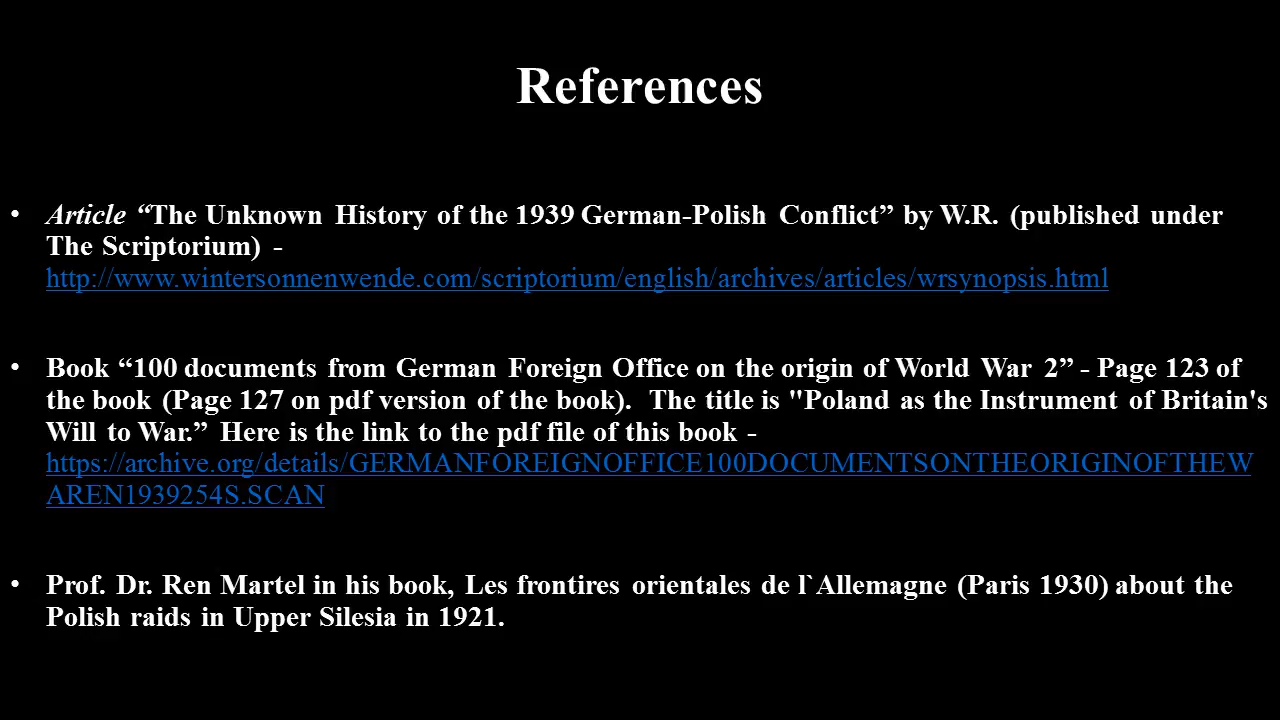 References
• Article “The Unknown History of the 1939 German-Polish Conflict” by W.R. (published under
The Scriptorium) -
http://www.wintersonnenwende.com/scriptorium/english/archives/articles/wrsynopsis.html
• Book “100 documents from German Foreign Office on the origin of World War 2” - Page 123 of
the book (Page 127 on pdf version of the book). The title is "Poland as the Instrument of Britain's
Will to War.” Here is the link to the pdf file of this book -
https://archive.org/details/GERMANFOREIGNOFFICE100DOCUMENTSONTHEORIGINOFTHEW
AREN1939254S.SCAN
• Prof. Dr. Ren Martel in his book, Les frontires orientales de l`Allemagne (Paris 1930) about the
Polish raids in Upper Silesia in 1921.